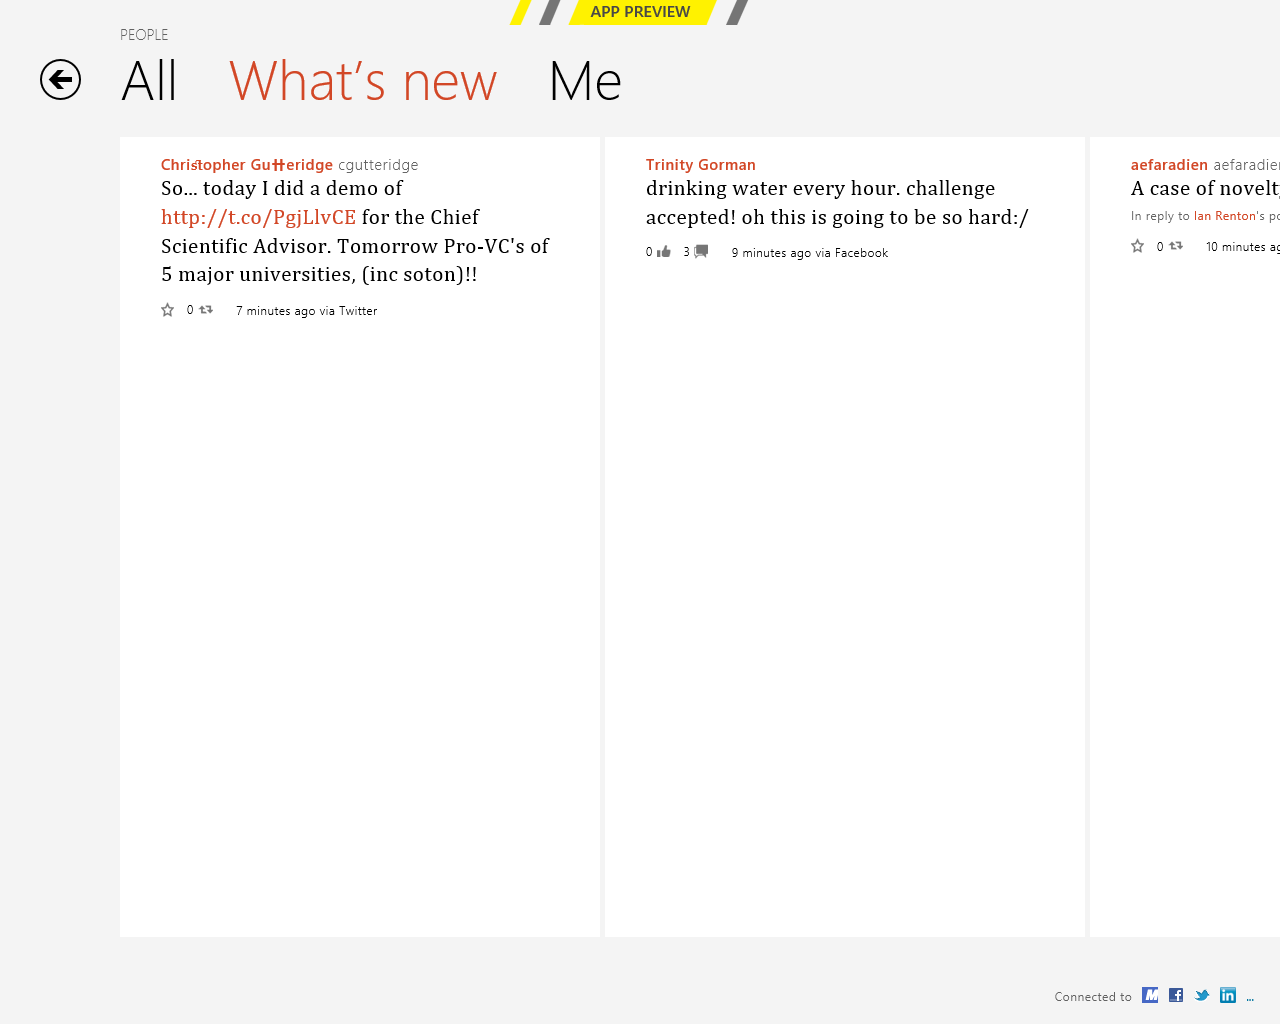 APP PREVIEW
PEOPLE
All What's new Me
Christopher Gutteridge cgutteridge
So... today I did a demo of
http://t.co/PgjLlvCE for the Chief
Scientific Advisor. Tomorrow Pro-VC's of
5 major universities, (inc soton)!!
0 7 minutes ago via Twitter
Trinity Gorman
drinking water every hour. challenge
accepted! oh this is going to be so hard:/
0 3 9 minutes ago via Facebook
aefaradien aefaradien
A case of novelty
In reply to Ian Renton's po
0 10 minutes ag
Connected to ...